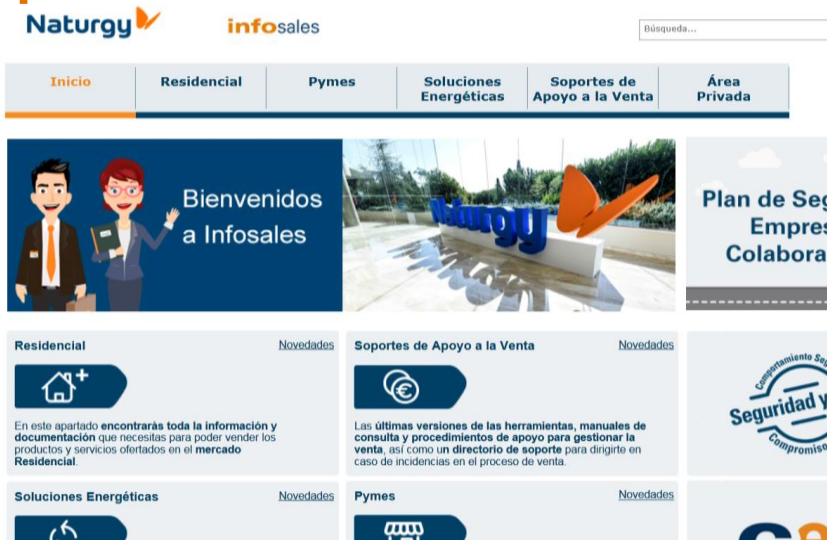 Naturgy
infosales
Búsqueda...
Inicio
Residencial
Pymes
Soluciones
Energéticas
Soportes de
Apoyo a la Venta
Área
Privada
Bienvenidos
a Infosales
Naturgy
Plan de Seg
Empres
Colabora
Residencial
Novedades
En este apartado encontrarás toda la información y
documentación que necesitas para poder vender los
productos y servicios ofertados en el mercado
Residencial.
Soportes de Apoyo a la Venta
Novedades
Las últimas versiones de las herramientas, manuales de
consulta y procedimientos de apoyo para gestionar la
venta, así como un directorio de soporte para dirigirte en
caso de incidencias en el proceso de venta.
Comportamiento Seg
Seguridad y
Compromiso
Soluciones Energéticas
Novedades
Pymes
Novedades